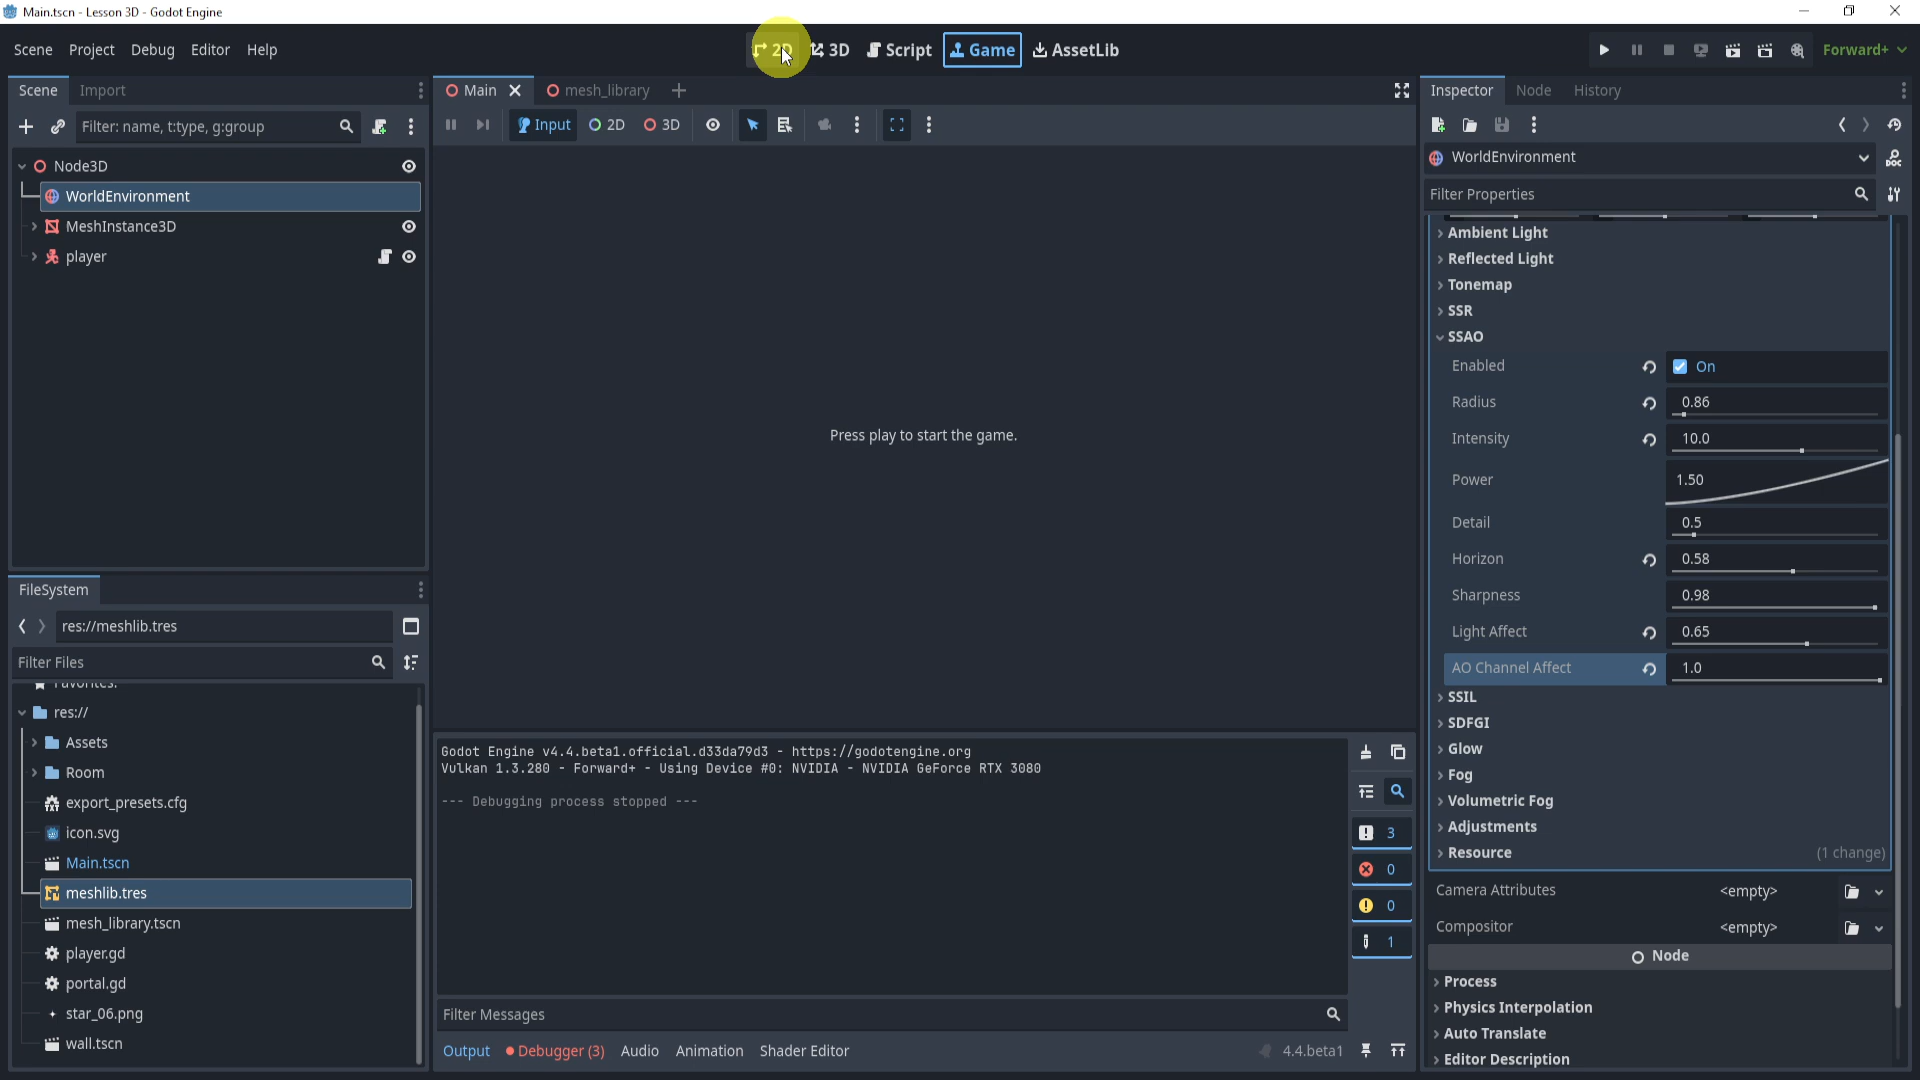 Main.tscn - Lesson 3D - Godot Engine
Scene Project Debug Editor Help
2D 3D Script Game AssetLib
Forward+
Scene Import
Filter: name, t:type, g:group
Node3D
WorldEnvironment
MeshInstance3D
player
FileSystem
res://meshlib.tres
Filter Files
Favorites:
res://
Assets
Room
export_presets.cfg
icon.svg
Main.tscn
meshlib.tres
mesh_library.tscn
player.gd
portal.gd
star_06.png
wall.tscn
Main mesh_library
Input 2D 3D
Press play to start the game.
Godot Engine v4.4.beta1.official.d33da79d3 - https://godotengine.org
Vulkan 1.3.280 - Forward+ - Using Device #0: NVIDIA - NVIDIA GeForce RTX 3080
--- Debugging process stopped ---
3
0
0
1
Filter Messages
Output Debugger (3) Audio Animation Shader Editor
4.4.beta1
Inspector Node History
WorldEnvironment
DOC
Filter Properties
Ambient Light
Reflected Light
Tonemap
SSR
SSAO
Enabled On
Radius 0.86
Intensity 10.0
Power 1.50
Detail 0.5
Horizon 0.58
Sharpness 0.98
Light Affect 0.65
AO Channel Affect 1.0
SSIL
SDFGI
Glow
Fog
Volumetric Fog
Adjustments
Resource (1 change)
Camera Attributes <empty>
Compositor <empty>
Node
Process
Physics Interpolation
Auto Translate
Editor Description